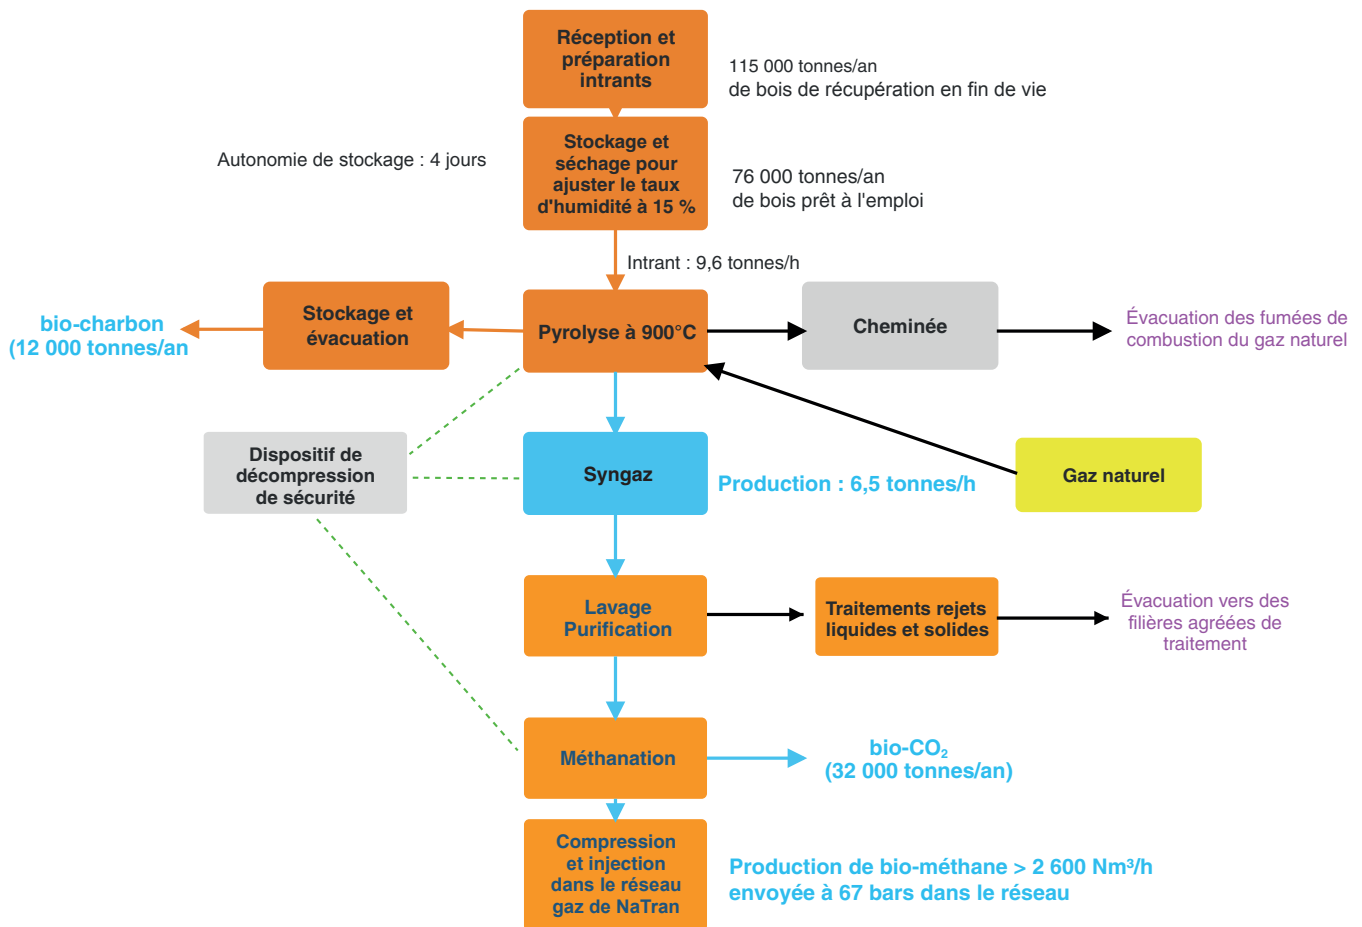 Réception et
préparation
intrants
115 000 tonnes/an
de bois de récupération en fin de vie
Autonomie de stockage : 4 jours
Stockage et
séchage pour
ajuster le taux
d'humidité à 15 %
76 000 tonnes/an
de bois prêt à l'emploi
Intrant : 9,6 tonnes/h
bio-charbon
(12 000 tonnes/an
Stockage et
évacuation
Pyrolyse à 900°C
Cheminée
Évacuation des fumées de
combustion du gaz naturel
Dispositif de
décompression
de sécurité
Syngaz
Production : 6,5 tonnes/h
Gaz naturel
Lavage
Purification
Traitements rejets
liquides et solides
Évacuation vers des
filières agréées de
traitement
Méthanation
bio-CO₂
(32 000 tonnes/an)
Compression
et injection
dans le réseau
gaz de NaTran
Production de bio-méthane > 2 600 Nm³/h
envoyée à 67 bars dans le réseau